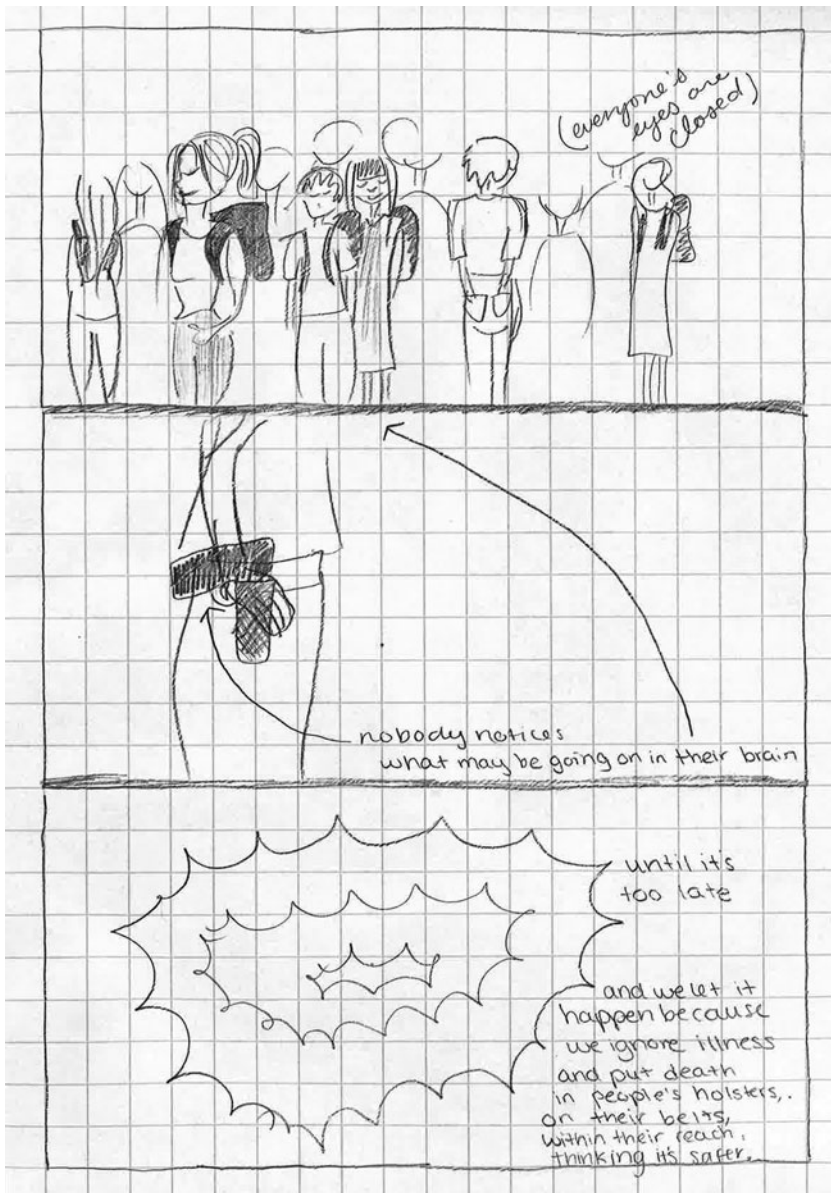 (everyone's
eyes are
closed)
nobody notices
what may be going on in their brain
until it's
too late
and we let it
happen because
we ignore illness
and put death
in people's holsters,.
on their belts,
within their reach,
thinking it's safer.